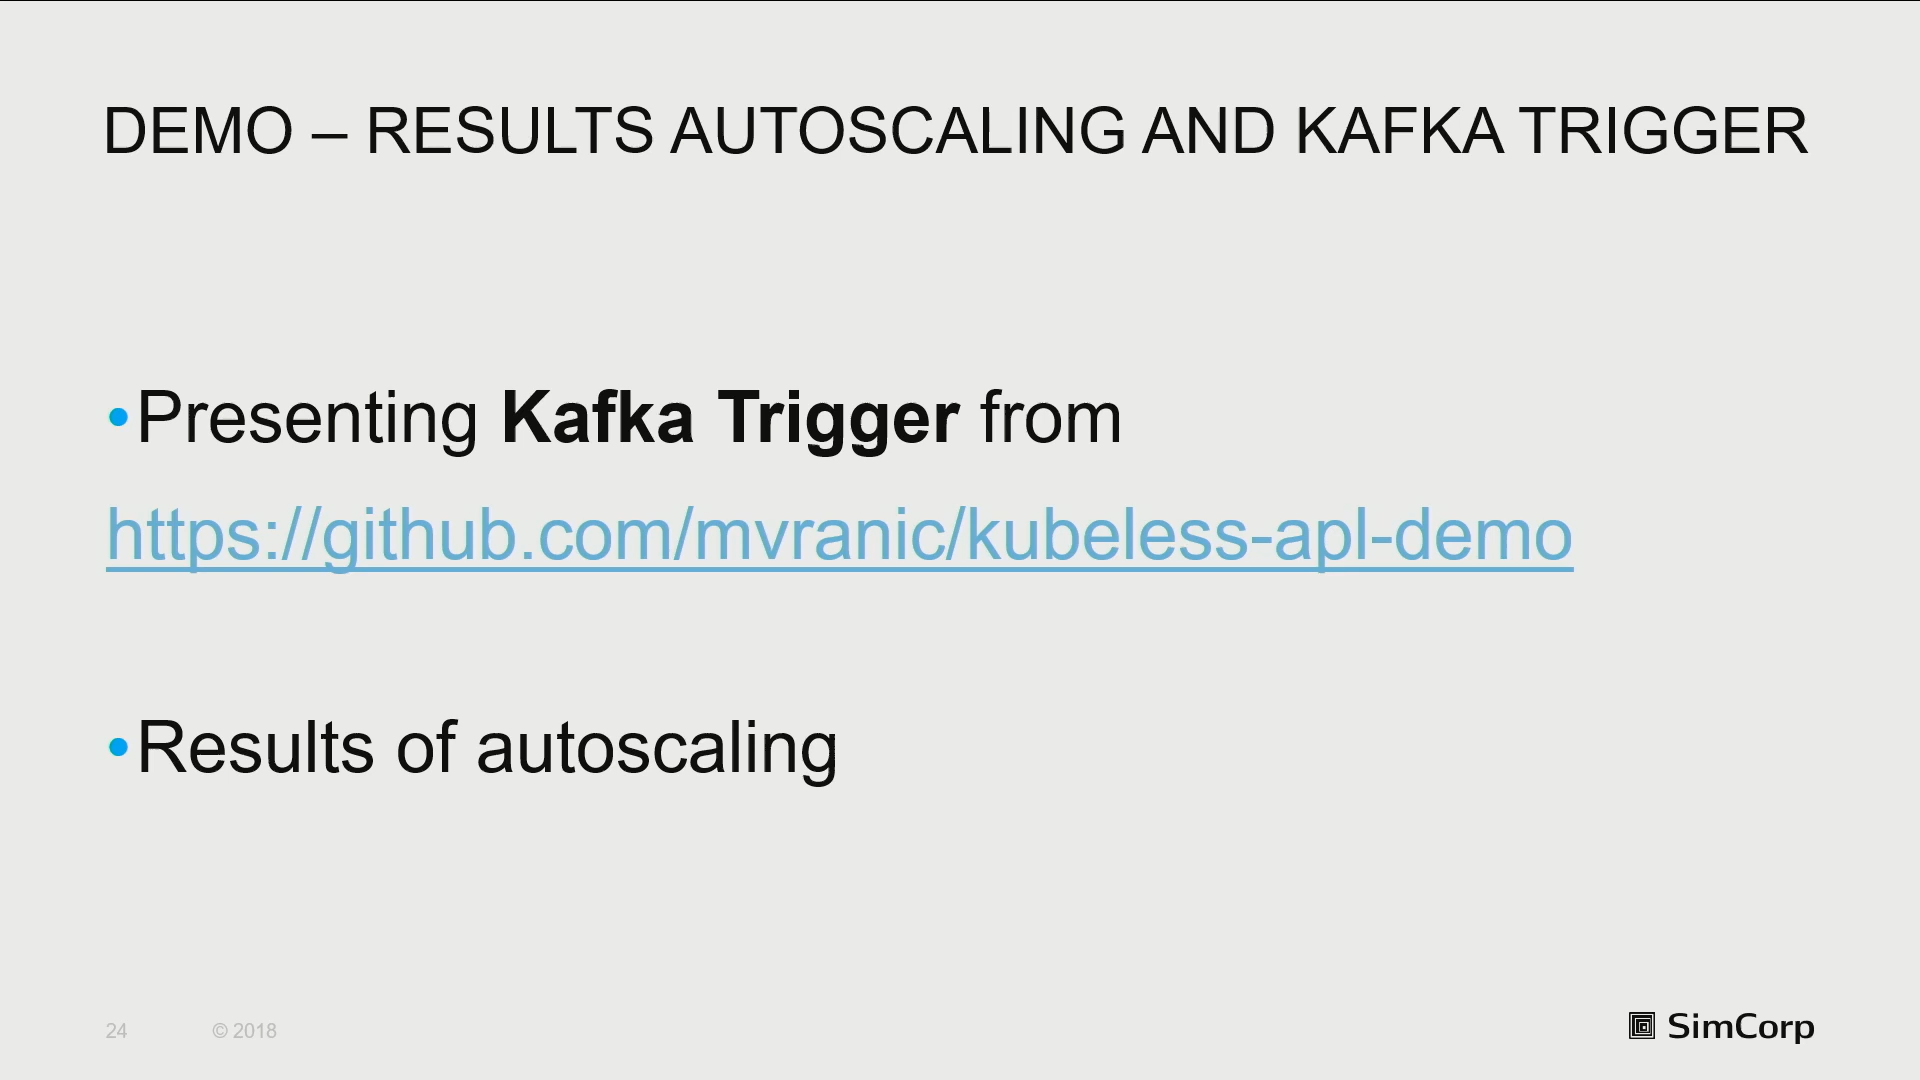 DEMO – RESULTS AUTOSCALING AND KAFKA TRIGGER
•Presenting Kafka Trigger from
https://github.com/mvranic/kubeless-apl-demo
•Results of autoscaling
24 © 2018
SimCorp